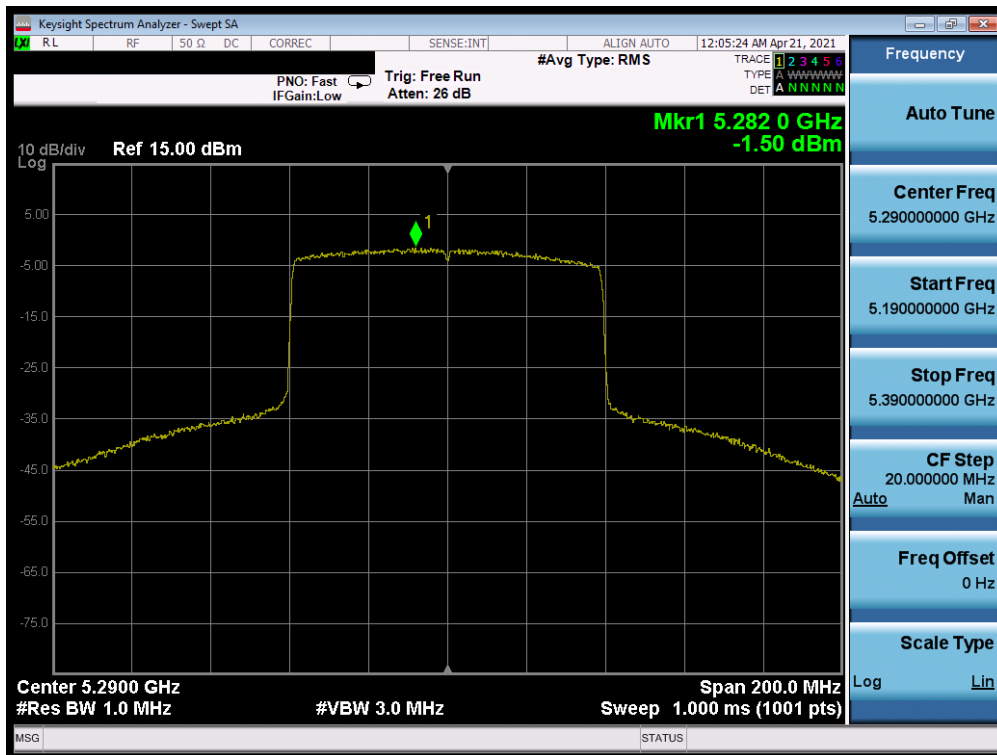 Keysight Spectrum Analyzer - Swept SA
LXI RL RF 50 Ω DC CORREC SENSE:INT ALIGN AUTO 12:05:24 AM Apr 21, 2021
#Avg Type: RMS TRACE 1 2 3 4 5 6
PNO: Fast Trig: Free Run TYPE A WWWWW
IFGain:Low Atten: 26 dB DET A N N N N N
Mkr1 5.282 0 GHz
-1.50 dBm
10 dB/div Ref 15.00 dBm
Log
1
5.00
-5.00
-15.0
-25.0
-35.0
-45.0
-55.0
-65.0
-75.0
Center 5.2900 GHz Span 200.0 MHz
#Res BW 1.0 MHz #VBW 3.0 MHz Sweep 1.000 ms (1001 pts)
MSG STATUS
Frequency
Auto Tune
Center Freq
5.290000000 GHz
Start Freq
5.190000000 GHz
Stop Freq
5.390000000 GHz
CF Step
20.000000 MHz
Auto Man
Freq Offset
0 Hz
Scale Type
Log Lin